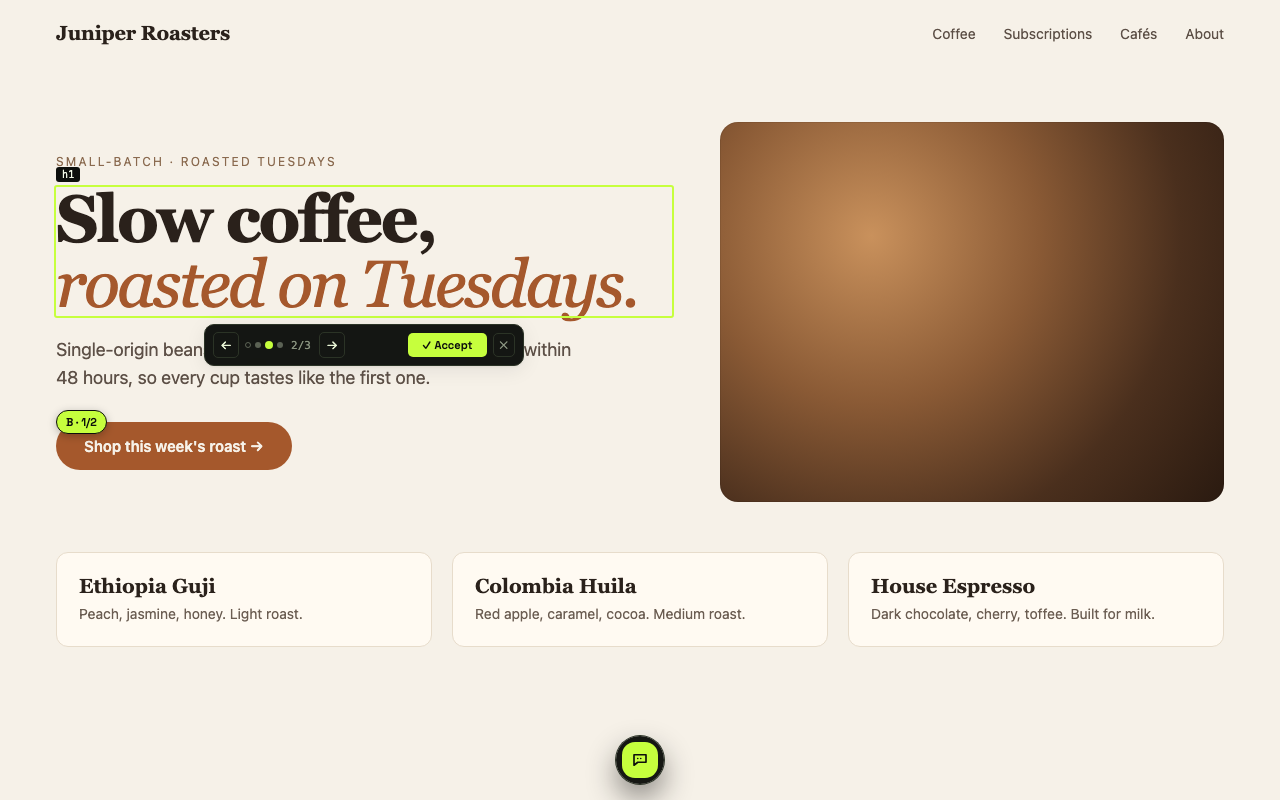 Juniper Roasters
Coffee Subscriptions Cafés About
SMALL-BATCH · ROASTED TUESDAYS
h1
Slow coffee,
roasted on Tuesdays.
← 2/3 → ✓ Accept ✕
Single-origin bean within
48 hours, so every cup tastes like the first one.
B · 1/2
Shop this week's roast →
Ethiopia Guji
Peach, jasmine, honey. Light roast.
Colombia Huila
Red apple, caramel, cocoa. Medium roast.
House Espresso
Dark chocolate, cherry, toffee. Built for milk.